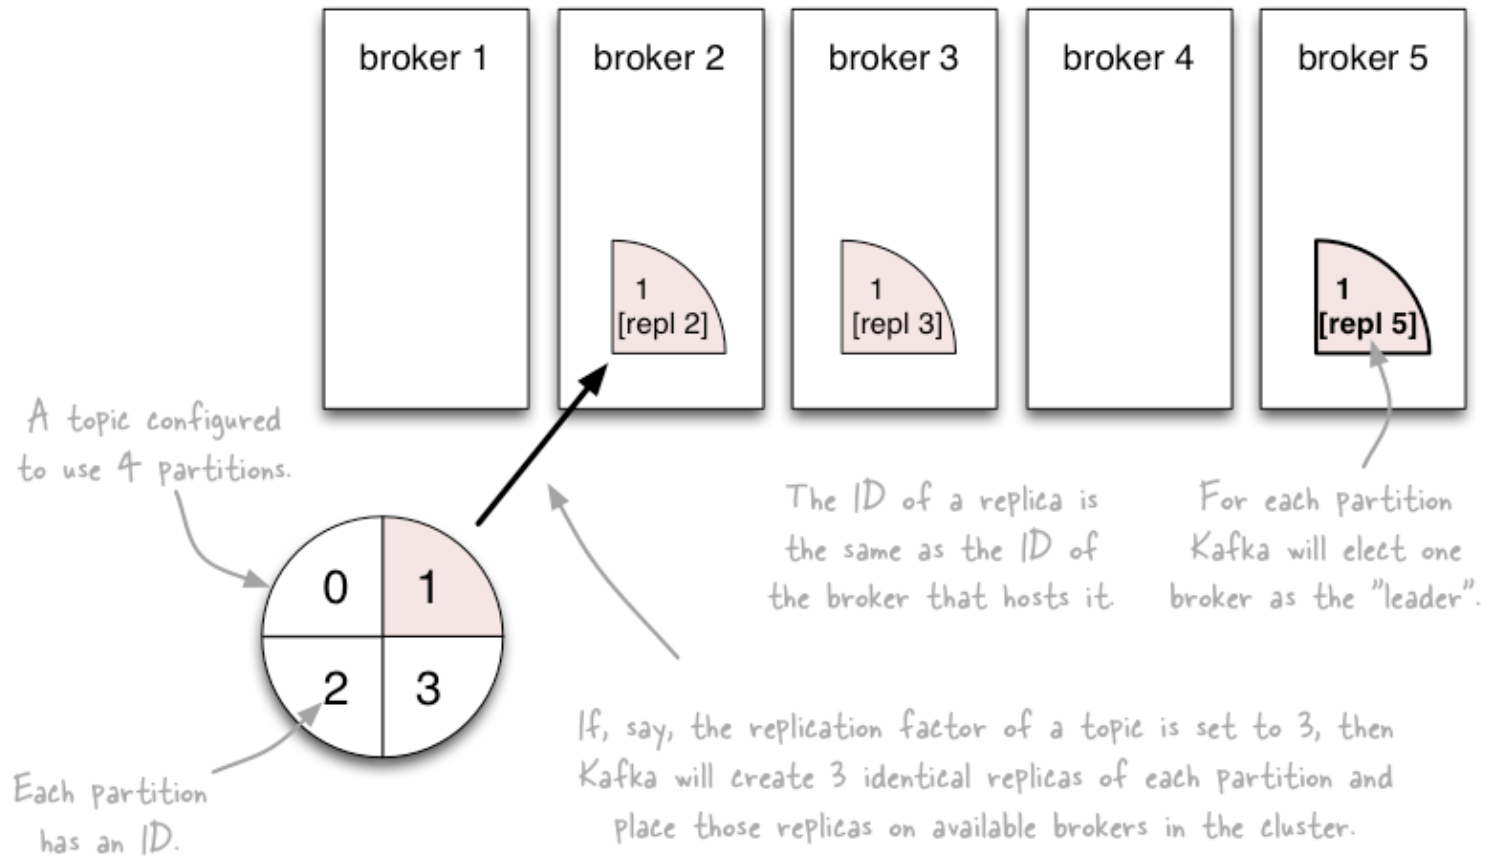 broker 1
broker 2
broker 3
broker 4
broker 5
1
[repl 2]
1
[repl 3]
1
[repl 5]
A topic configured
to use 4 partitions.
0
1
2
3
Each partition
has an ID.
The ID of a replica is
the same as the ID of
the broker that hosts it.
For each partition
Kafka will elect one
broker as the "leader".
If, say, the replication factor of a topic is set to 3, then
Kafka will create 3 identical replicas of each partition and
place those replicas on available brokers in the cluster.